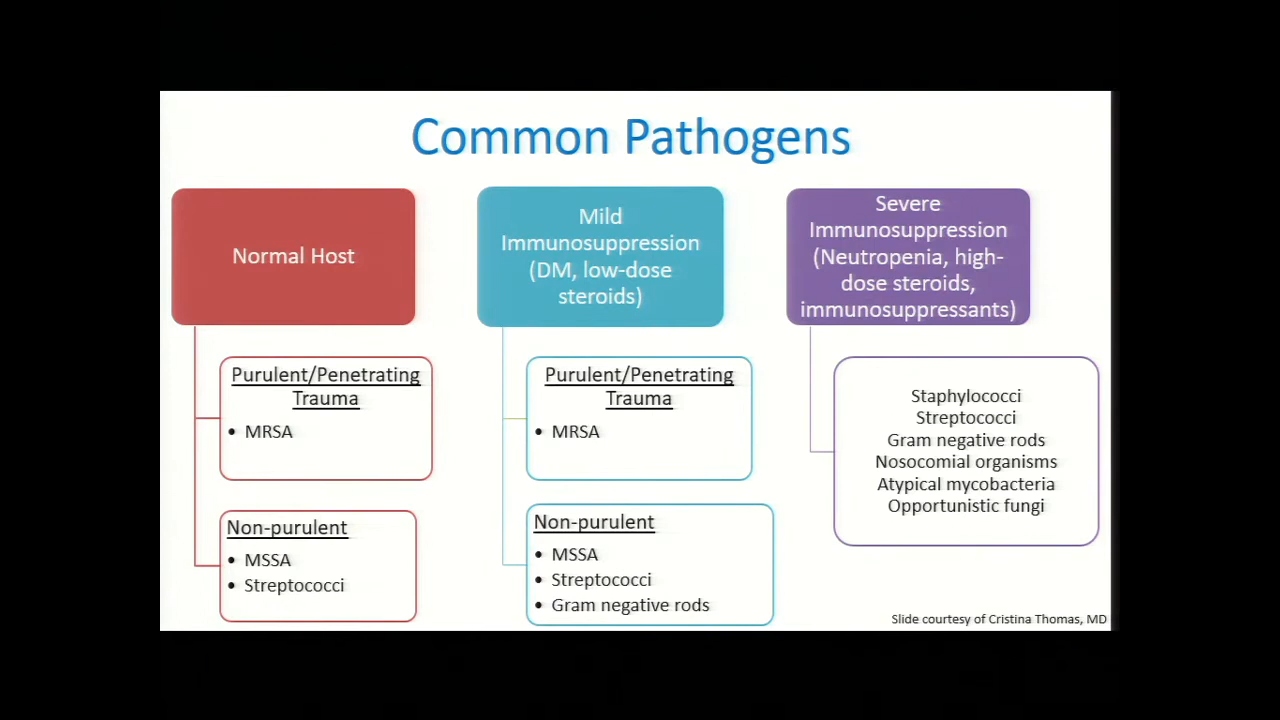 Common Pathogens
Normal Host
Purulent/Penetrating
Trauma
• MRSA
Non-purulent
• MSSA
• Streptococci
Mild
Immunosuppression
(DM, low-dose
steroids)
Purulent/Penetrating
Trauma
• MRSA
Non-purulent
• MSSA
• Streptococci
• Gram negative rods
Severe
Immunosuppression
(Neutropenia, high-
dose steroids,
immunosuppressants)
Staphylococci
Streptococci
Gram negative rods
Nosocomial organisms
Atypical mycobacteria
Opportunistic fungi
Slide courtesy of Cristina Thomas, MD